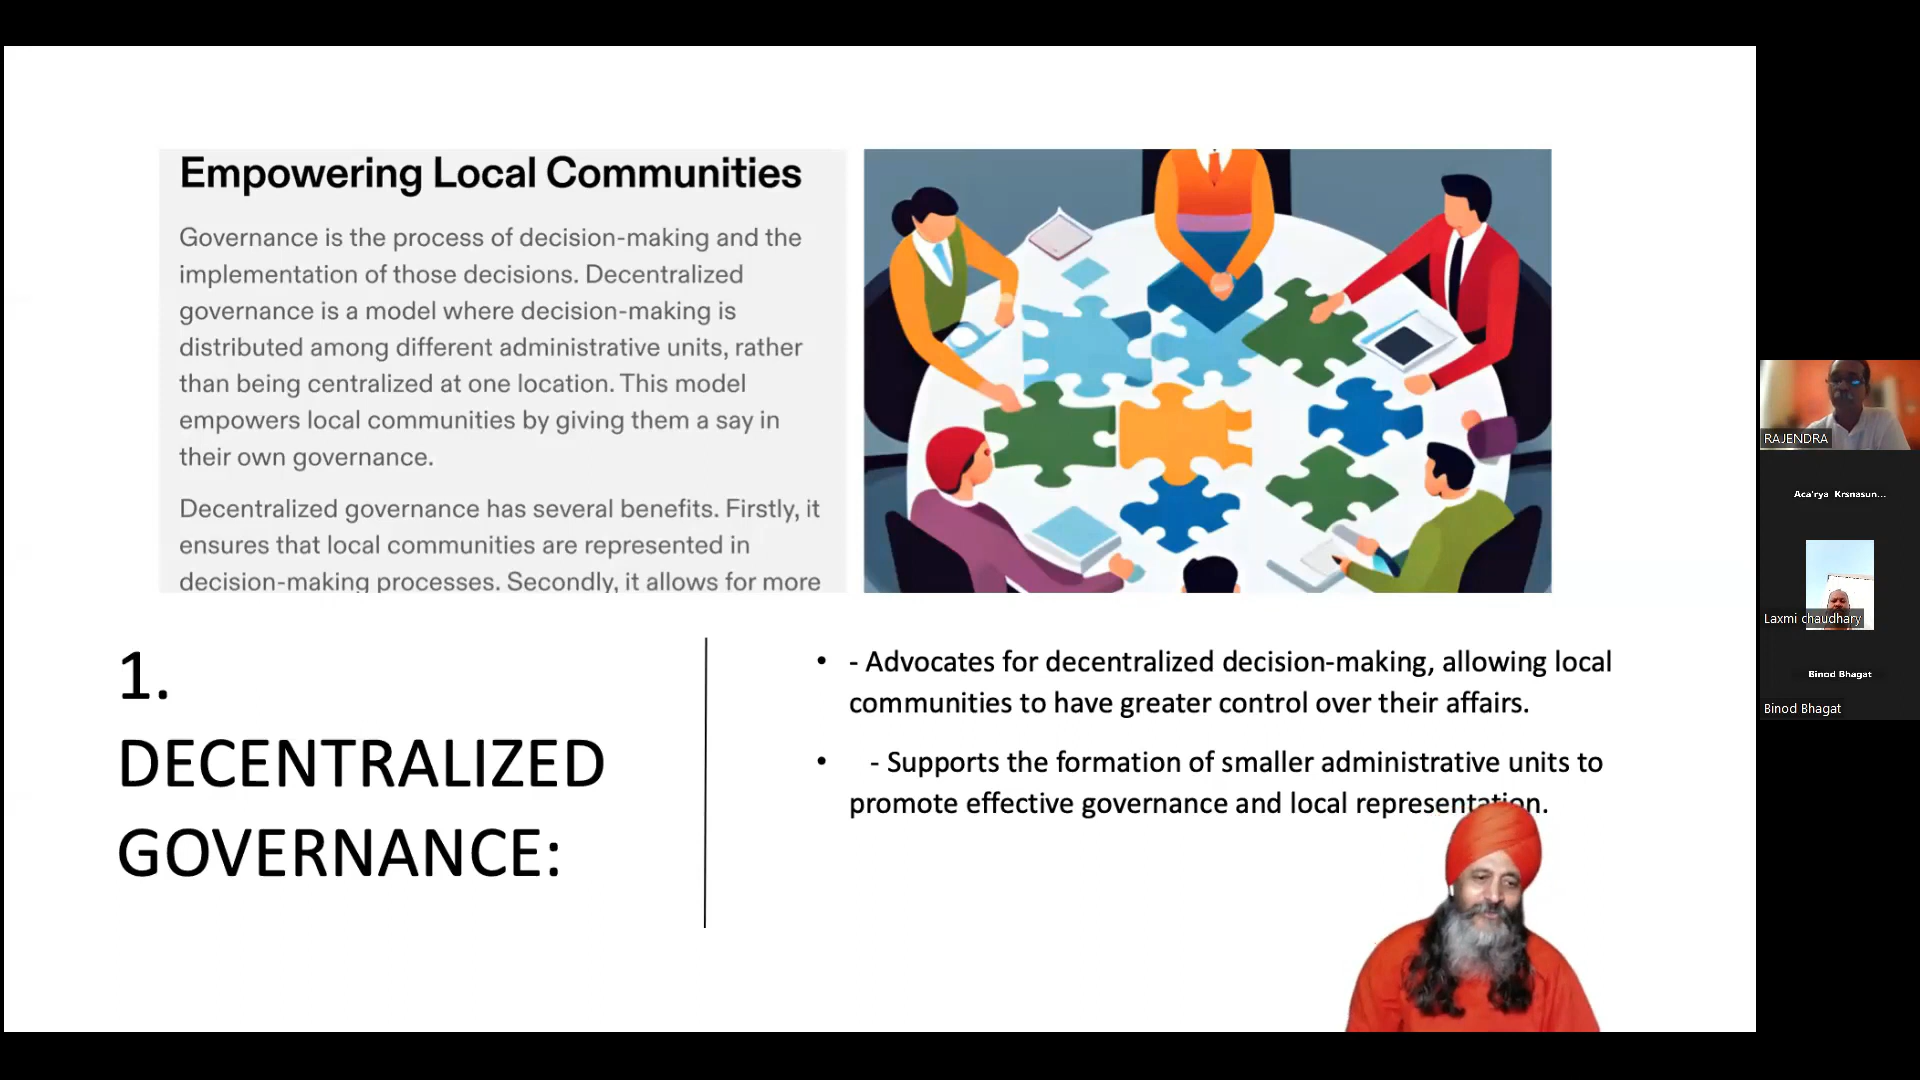 Empowering Local Communities
Governance is the process of decision-making and the
implementation of those decisions. Decentralized
governance is a model where decision-making is
distributed among different administrative units, rather
than being centralized at one location. This model
empowers local communities by giving them a say in
their own governance.
Decentralized governance has several benefits. Firstly, it
ensures that local communities are represented in
decision-making processes. Secondly, it allows for more
1.
DECENTRALIZED
GOVERNANCE:
• - Advocates for decentralized decision-making, allowing local
communities to have greater control over their affairs.
• - Supports the formation of smaller administrative units to
promote effective governance and local representation.
RAJENDRA
Aca'rya Krsnasun...
Laxmi chaudhary
Binod Bhagat
Binod Bhagat